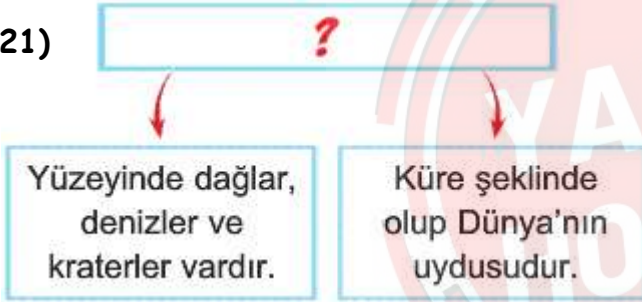 21)
?
Yüzeyinde dağlar,
denizler ve
kraterler vardır.
Küre şeklinde
olup Dünya'nın
uydusudur.